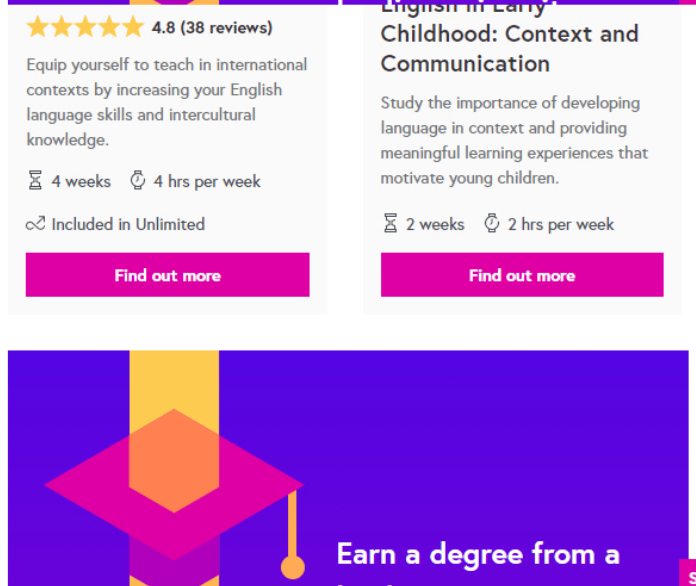 4.8 (38 reviews)
Equip yourself to teach in international
contexts by increasing your English
language skills and intercultural
knowledge.
4 weeks 4 hrs per week
Included in Unlimited
Find out more
English in Early
Childhood: Context and
Communication
Study the importance of developing
language in context and providing
meaningful learning experiences that
motivate young children.
2 weeks 2 hrs per week
Find out more
Earn a degree from a